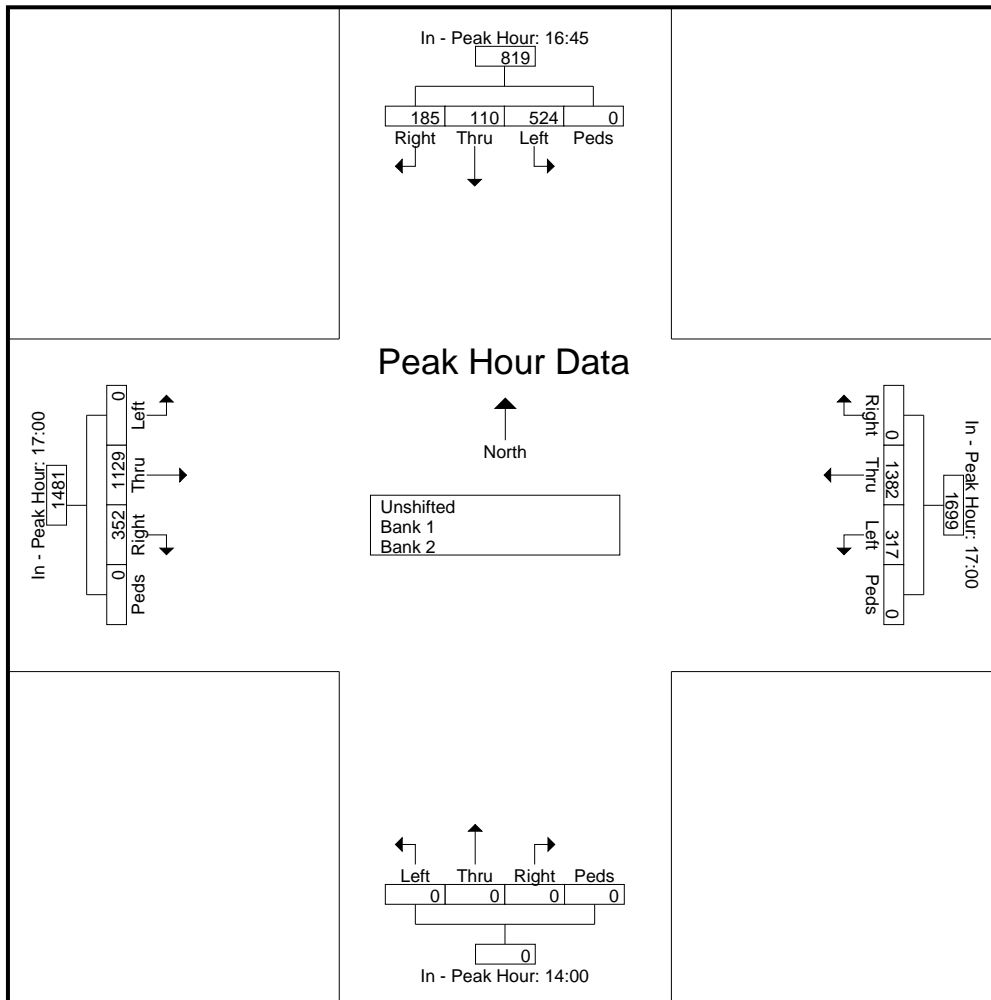 In - Peak Hour: 16:45
819
185 110 524 0
Right Thru Left Peds
Peak Hour Data
North
Unshifted
Bank 1
Bank 2
In - Peak Hour: 17:00
1481
0 1129 352 0
Left Thru Right Peds
In - Peak Hour: 17:00
1699
0 1382 317 0
Right Thru Left Peds
Left Thru Right Peds
0 0 0 0
0
In - Peak Hour: 14:00